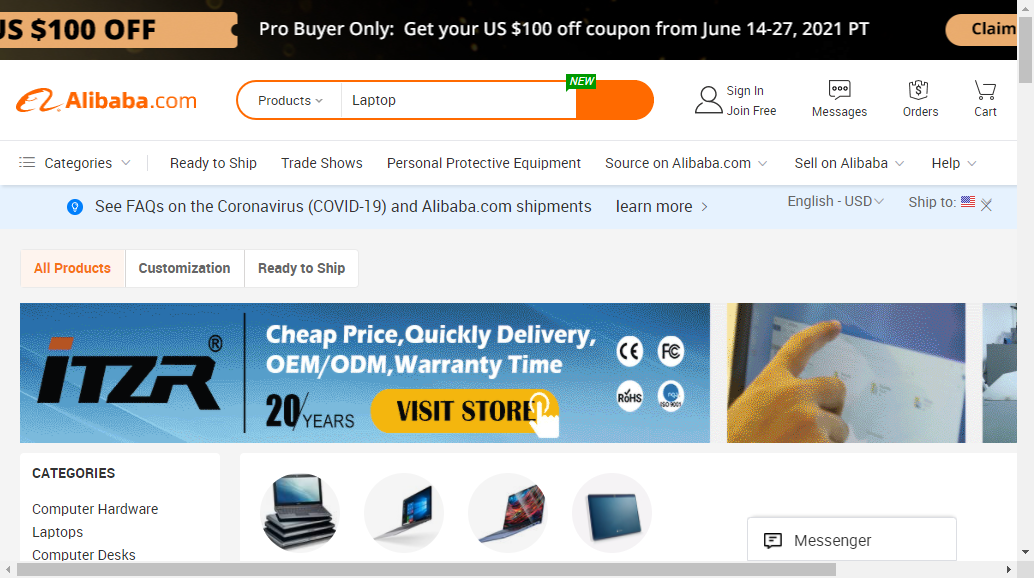 US $100 OFF
Pro Buyer Only: Get your US $100 off coupon from June 14-27, 2021 PT
Claim
Alibaba.com
Products
Laptop
NEW
Sign In
Join Free
Messages
Orders
Cart
Categories
Ready to Ship
Trade Shows
Personal Protective Equipment
Source on Alibaba.com
Sell on Alibaba
Help
See FAQs on the Coronavirus (COVID-19) and Alibaba.com shipments
learn more
English - USD
Ship to:
All Products
Customization
Ready to Ship
ITZR®
Cheap Price,Quickly Delivery,
OEM/ODM,Warranty Time
20/YEARS
VISIT STORE
CE
FC
RoHS
ISO 9001
CATEGORIES
Computer Hardware
Laptops
Computer Desks
Messenger